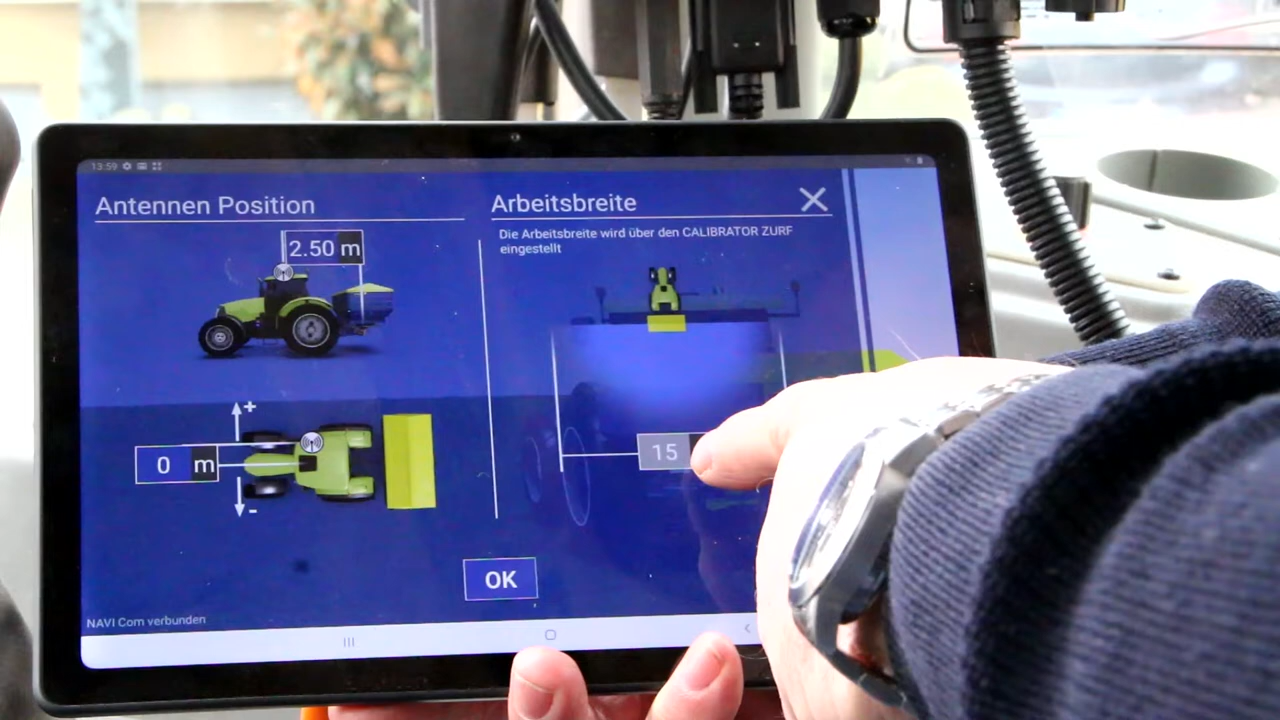 13:59
Antennen Position
2.50 m
0 m
+
-
Arbeitsbreite
Die Arbeitsbreite wird über den CALIBRATOR ZURF
eingestellt
15
OK
NAVI Com verbunden